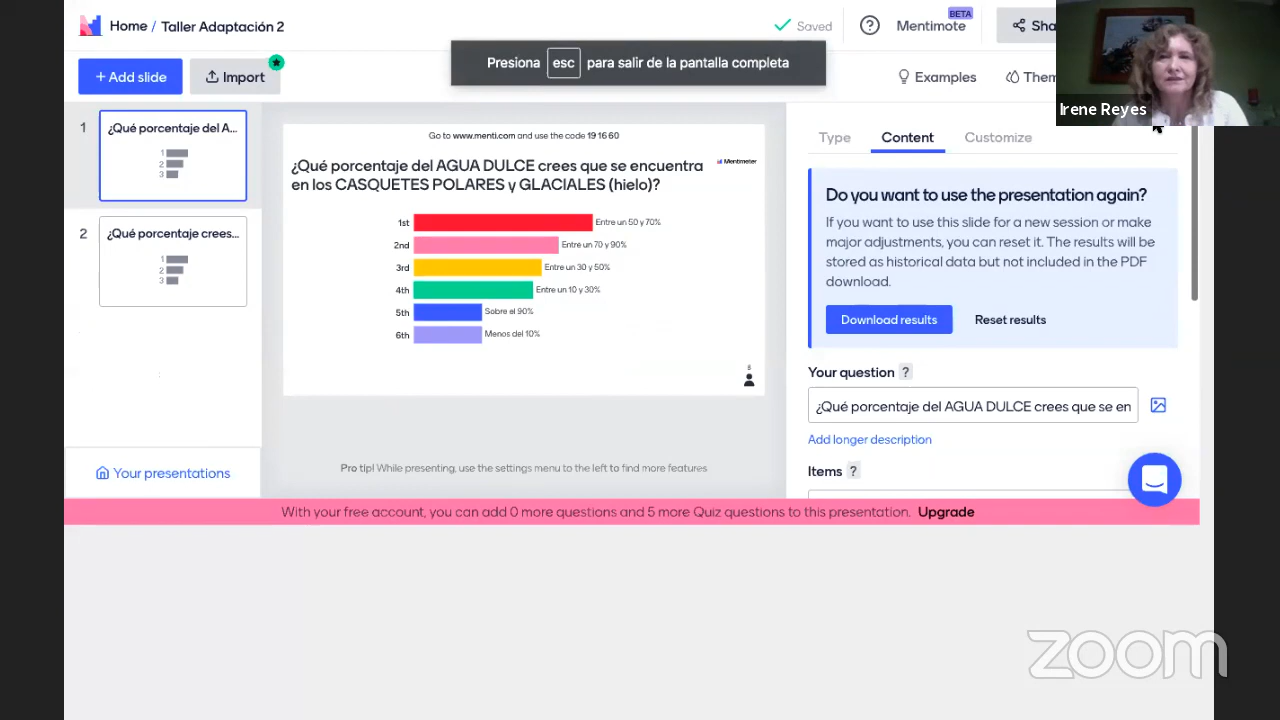 Home / Taller Adaptación 2
Saved
Mentimote
BETA
Sha
Irene Reyes
+ Add slide
Import
Presiona esc para salir de la pantalla completa
Examples
Them
1
¿Qué porcentaje del A...
1
2
3
2
¿Qué porcentaje crees...
1
2
3
Your presentations
Go to www.menti.com and use the code 19 16 60
¿Qué porcentaje del AGUA DULCE crees que se encuentra
en los CASQUETES POLARES y GLACIALES (hielo)?
Mentimeter
1st Entre un 50 y 70%
2nd Entre un 70 y 90%
3rd Entre un 30 y 50%
4th Entre un 10 y 30%
5th Sobre el 90%
6th Menos del 10%
Pro tip! While presenting, use the settings menu to the left to find more features
Type
Content
Customize
Do you want to use the presentation again?
If you want to use this slide for a new session or make
major adjustments, you can reset it. The results will be
stored as historical data but not included in the PDF
download.
Download results
Reset results
Your question ?
¿Qué porcentaje del AGUA DULCE crees que se en
Add longer description
Items ?
With your free account, you can add 0 more questions and 5 more Quiz questions to this presentation. Upgrade
zoom